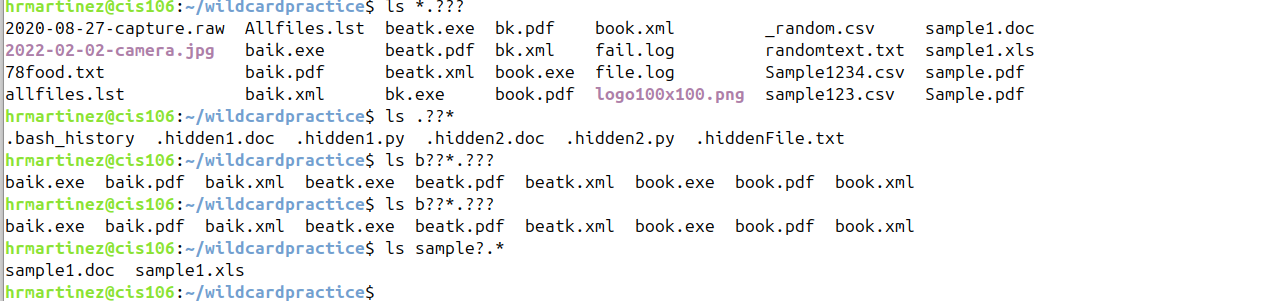 hrmartinez@cis106:~/wildcardpractice$ ls *.???
2020-08-27-capture.raw  Allfiles.lst  beatk.exe  bk.pdf    book.xml         _random.csv     sample1.doc
2022-02-02-camera.jpg   baik.exe      beatk.pdf  bk.xml    fail.log         randomtext.txt  sample1.xls
78food.txt              baik.pdf      beatk.xml  book.exe  file.log         Sample1234.csv  sample.pdf
allfiles.lst            baik.xml      bk.exe     book.pdf  logo100x100.png  sample123.csv   Sample.pdf
hrmartinez@cis106:~/wildcardpractice$ ls .??*
.bash_history  .hidden1.doc  .hidden1.py  .hidden2.doc  .hidden2.py  .hiddenFile.txt
hrmartinez@cis106:~/wildcardpractice$ ls b??*.???
baik.exe  baik.pdf  baik.xml  beatk.exe  beatk.pdf  beatk.xml  book.exe  book.pdf  book.xml
hrmartinez@cis106:~/wildcardpractice$ ls b??*.???
baik.exe  baik.pdf  baik.xml  beatk.exe  beatk.pdf  beatk.xml  book.exe  book.pdf  book.xml
hrmartinez@cis106:~/wildcardpractice$ ls sample?.*
sample1.doc  sample1.xls
hrmartinez@cis106:~/wildcardpractice$